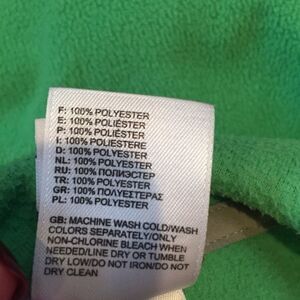 F: 100% POLYESTER
E: 100% POLIÉSTER
P: 100% POLIÉSTER
I: 100% POLIESTERE
D: 100% POLYESTER
NL: 100% POLYESTER
RU: 100% ПОЛИЭСТЕР
TR: 100% POLYESTER
GR: 100% ΠΟΛΥΕΣΤΕΡΑΣ
PL: 100% POLYESTER
GB: MACHINE WASH COLD/WASH
COLORS SEPARATELY/ONLY
NON-CHLORINE BLEACH WHEN
NEEDED/LINE DRY OR TUMBLE
DRY LOW/DO NOT IRON/DO NOT
DRY CLEAN